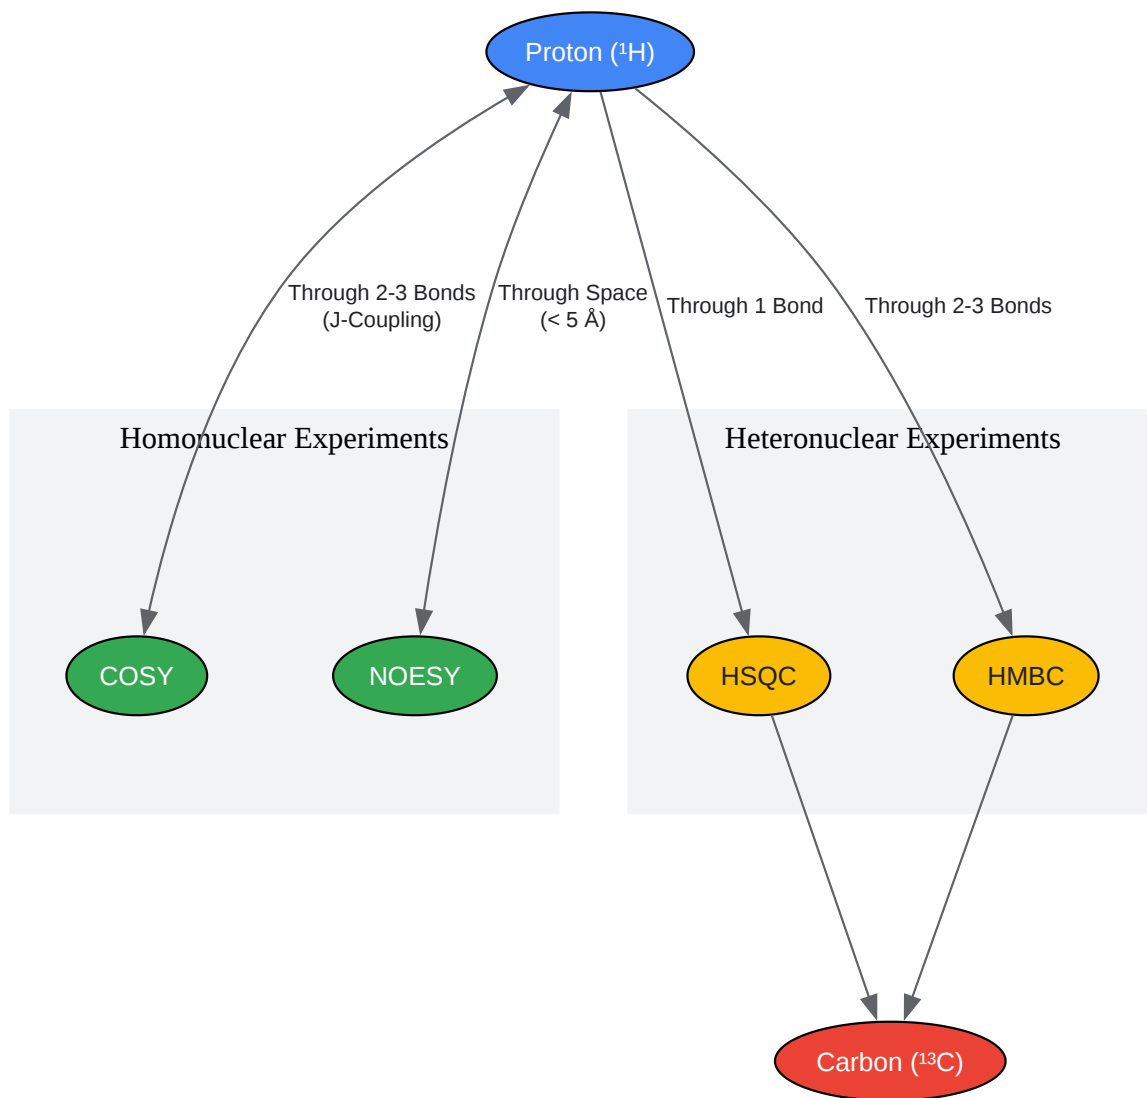 Proton (¹H)
Through 2-3 Bonds
(J-Coupling)
Through Space
(< 5 Å)
Through 1 Bond
Through 2-3 Bonds
Homonuclear Experiments
Heteronuclear Experiments
COSY
NOESY
HSQC
HMBC
Carbon (¹³C)